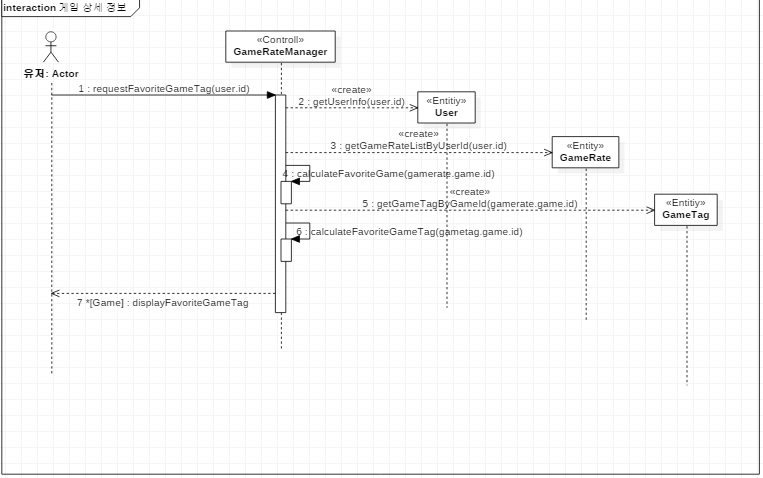 interaction 게임 상세 정보
«Controll»
GameRateManager
유저: Actor
1 : requestFavoriteGameTag(user.id)
«create»
2 : getUserInfo(user.id)
«Entitiy»
User
«create»
3 : getGameRateListByUserId(user.id)
«Entity»
GameRate
4 : calculateFavoriteGame(gamerate.game.id)
«create»
5 : getGameTagByGameId(gamerate.game.id)
«Entitiy»
GameTag
6 : calculateFavoriteGameTag(gametag.game.id)
7 *[Game] : displayFavoriteGameTag